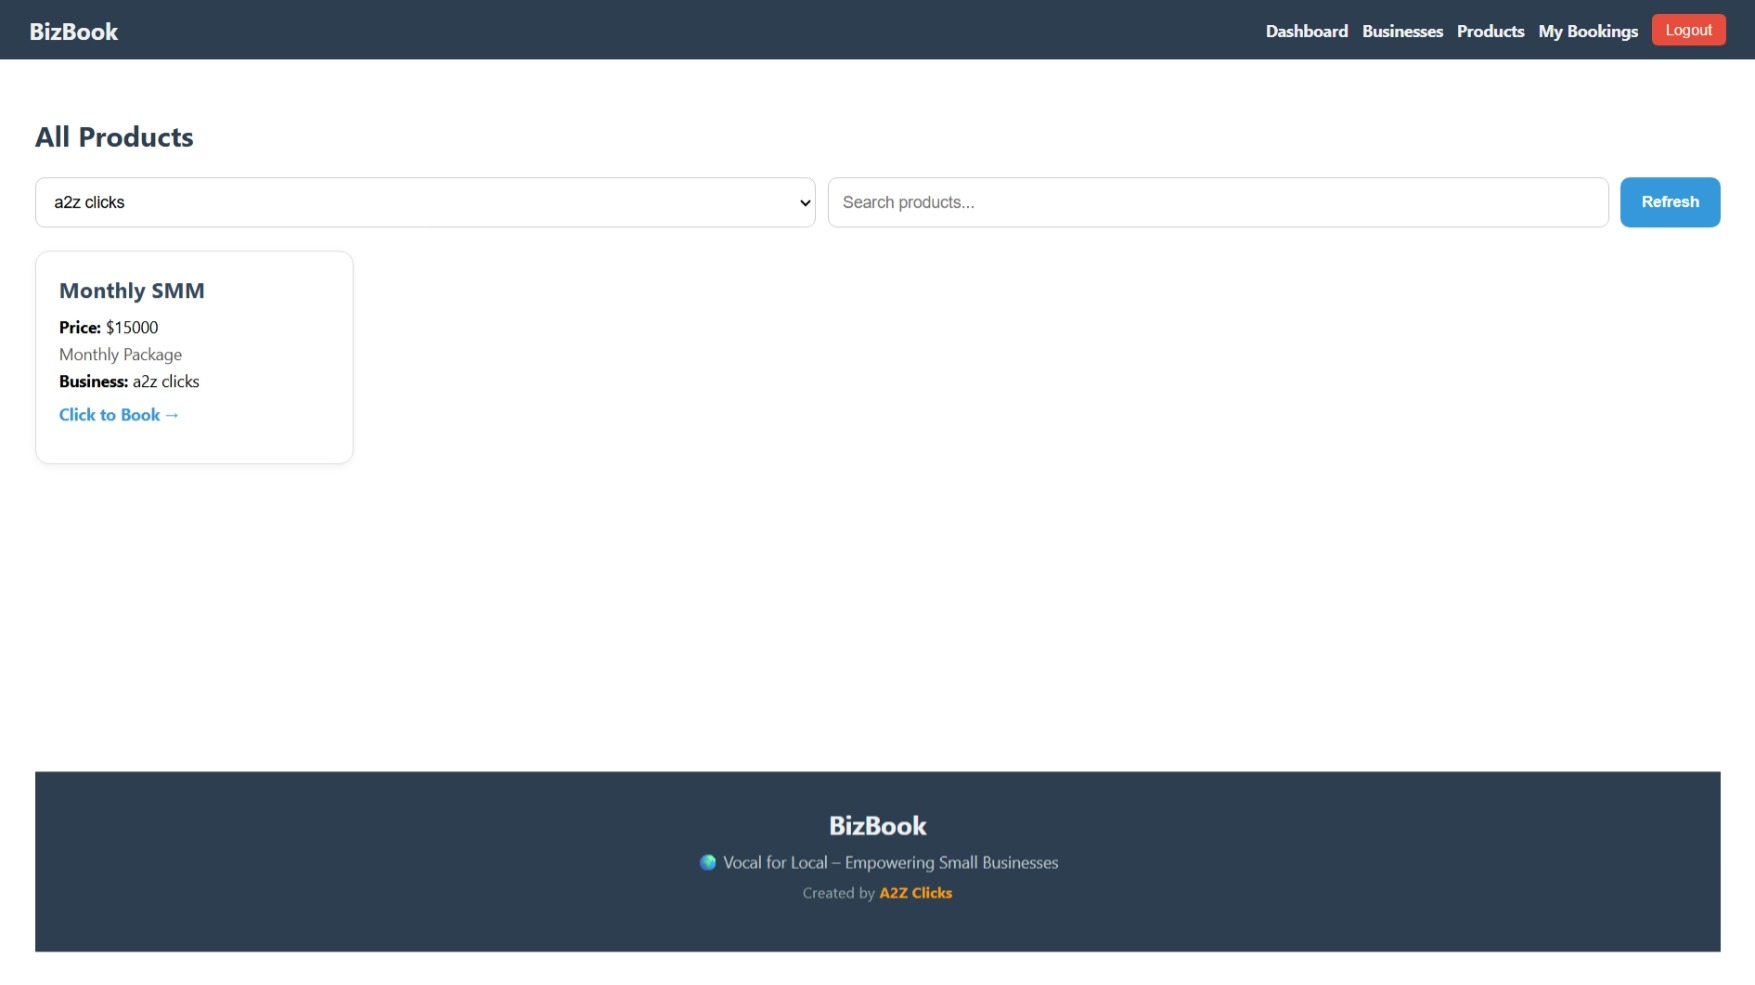 BizBook
Dashboard Businesses Products My Bookings Logout
All Products
a2z clicks
Search products...
Refresh
Monthly SMM
Price: $15000
Monthly Package
Business: a2z clicks
Click to Book →
BizBook
Vocal for Local – Empowering Small Businesses
Created by A2Z Clicks